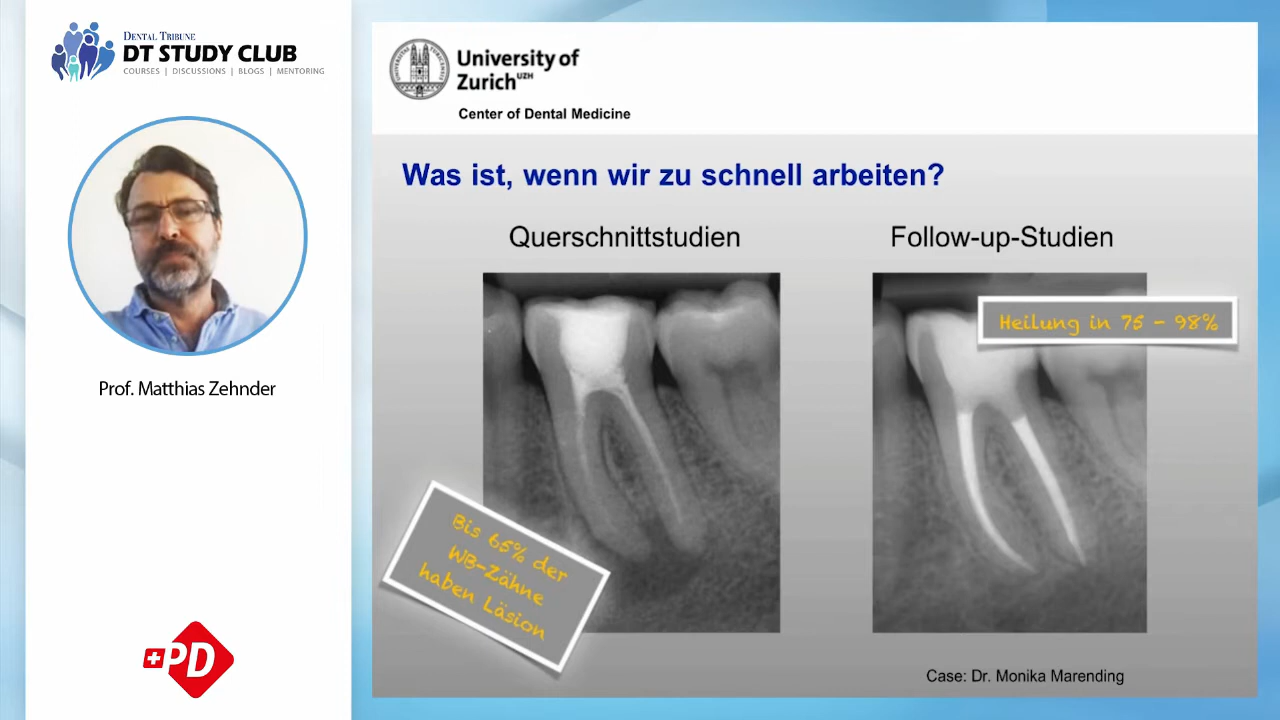 DENTAL TRIBUNE
DT STUDY CLUB
COURSES | DISCUSSIONS | BLOGS | MENTORING
Prof. Matthias Zehnder
PD
University of
Zurich UZH
Center of Dental Medicine
Was ist, wenn wir zu schnell arbeiten?
Querschnittstudien
Bis 65% der
WB-Zähne
haben Läsion
Follow-up-Studien
Heilung in 75 - 98%
Case: Dr. Monika Marending